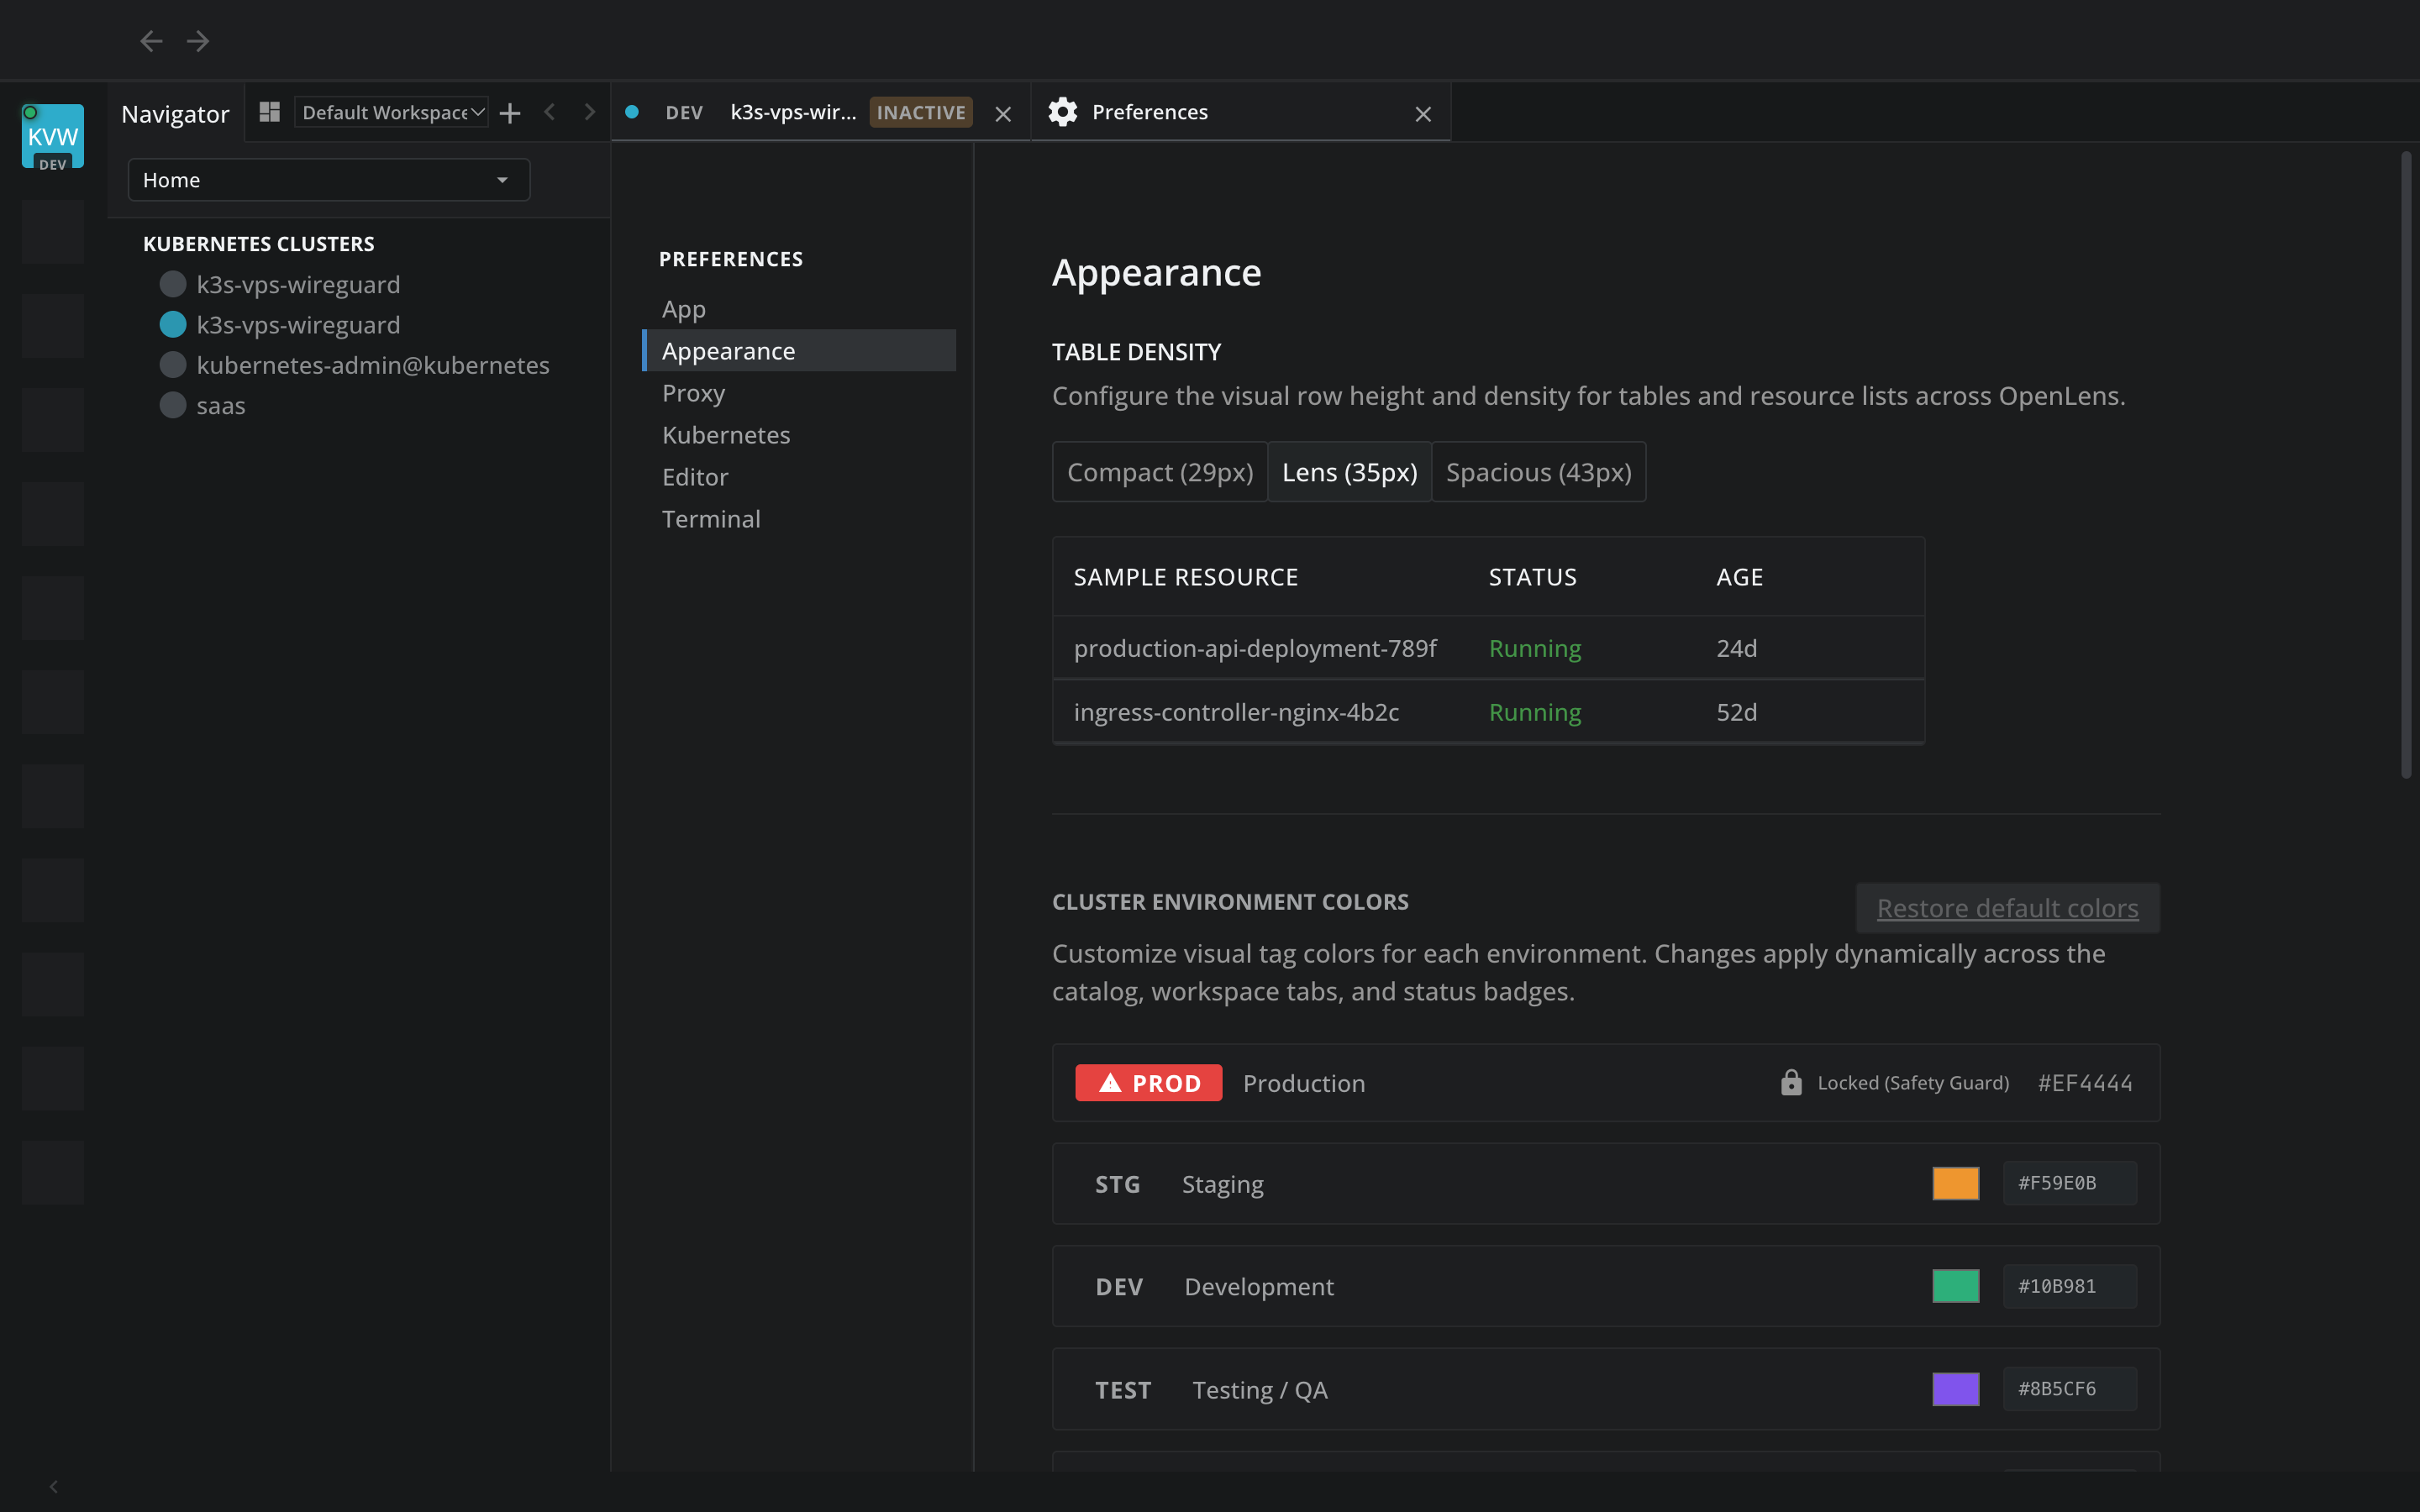 KVW
DEV
Navigator
Default Workspace
DEV k3s-vps-wir... INACTIVE
Preferences
Home
KUBERNETES CLUSTERS
k3s-vps-wireguard
k3s-vps-wireguard
kubernetes-admin@kubernetes
saas
PREFERENCES
App
Appearance
Proxy
Kubernetes
Editor
Terminal
Appearance
TABLE DENSITY
Configure the visual row height and density for tables and resource lists across OpenLens.
Compact (29px) Lens (35px) Spacious (43px)
SAMPLE RESOURCE STATUS AGE
production-api-deployment-789f Running 24d
ingress-controller-nginx-4b2c Running 52d
CLUSTER ENVIRONMENT COLORS
Restore default colors
Customize visual tag colors for each environment. Changes apply dynamically across the
catalog, workspace tabs, and status badges.
PROD Production Locked (Safety Guard) #EF4444
STG Staging #F59E0B
DEV Development #10B981
TEST Testing / QA #8B5CF6